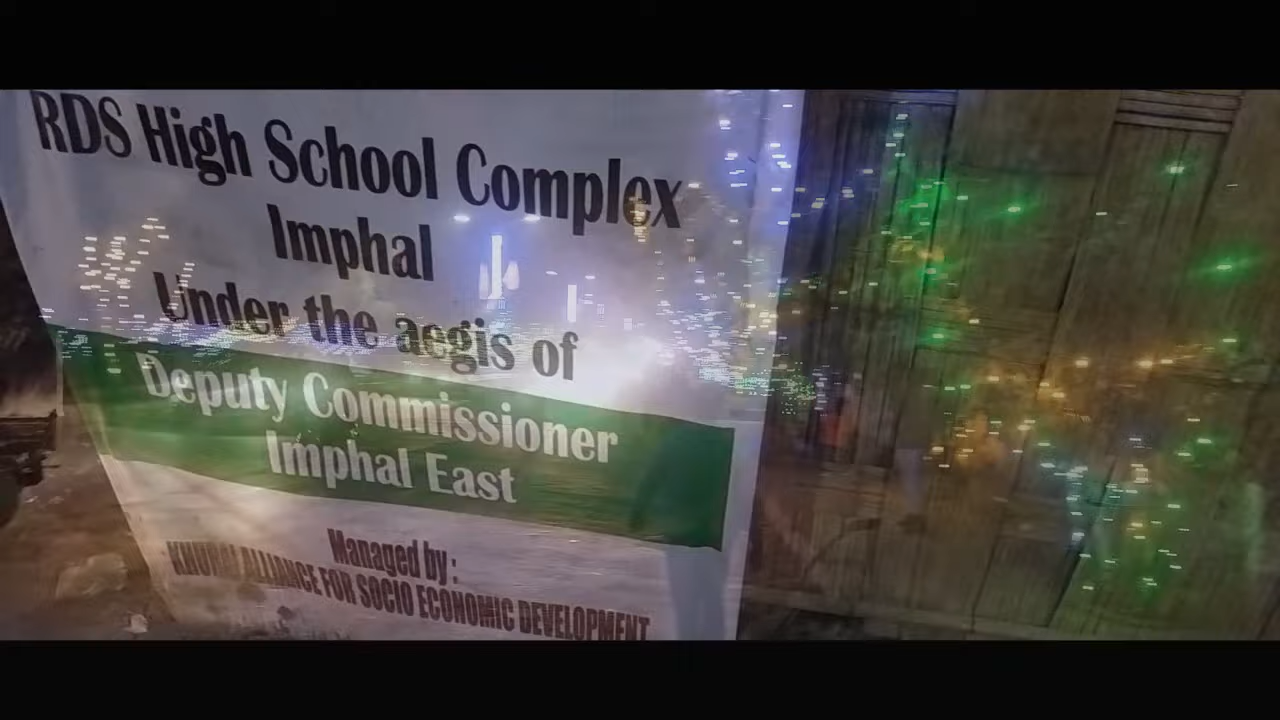 RDS High School Complex
Imphal
Under the aegis of
Deputy Commissioner
Imphal East
Managed by :
KHURAI ALLIANCE FOR SOCIO ECONOMIC DEVELOPMENT